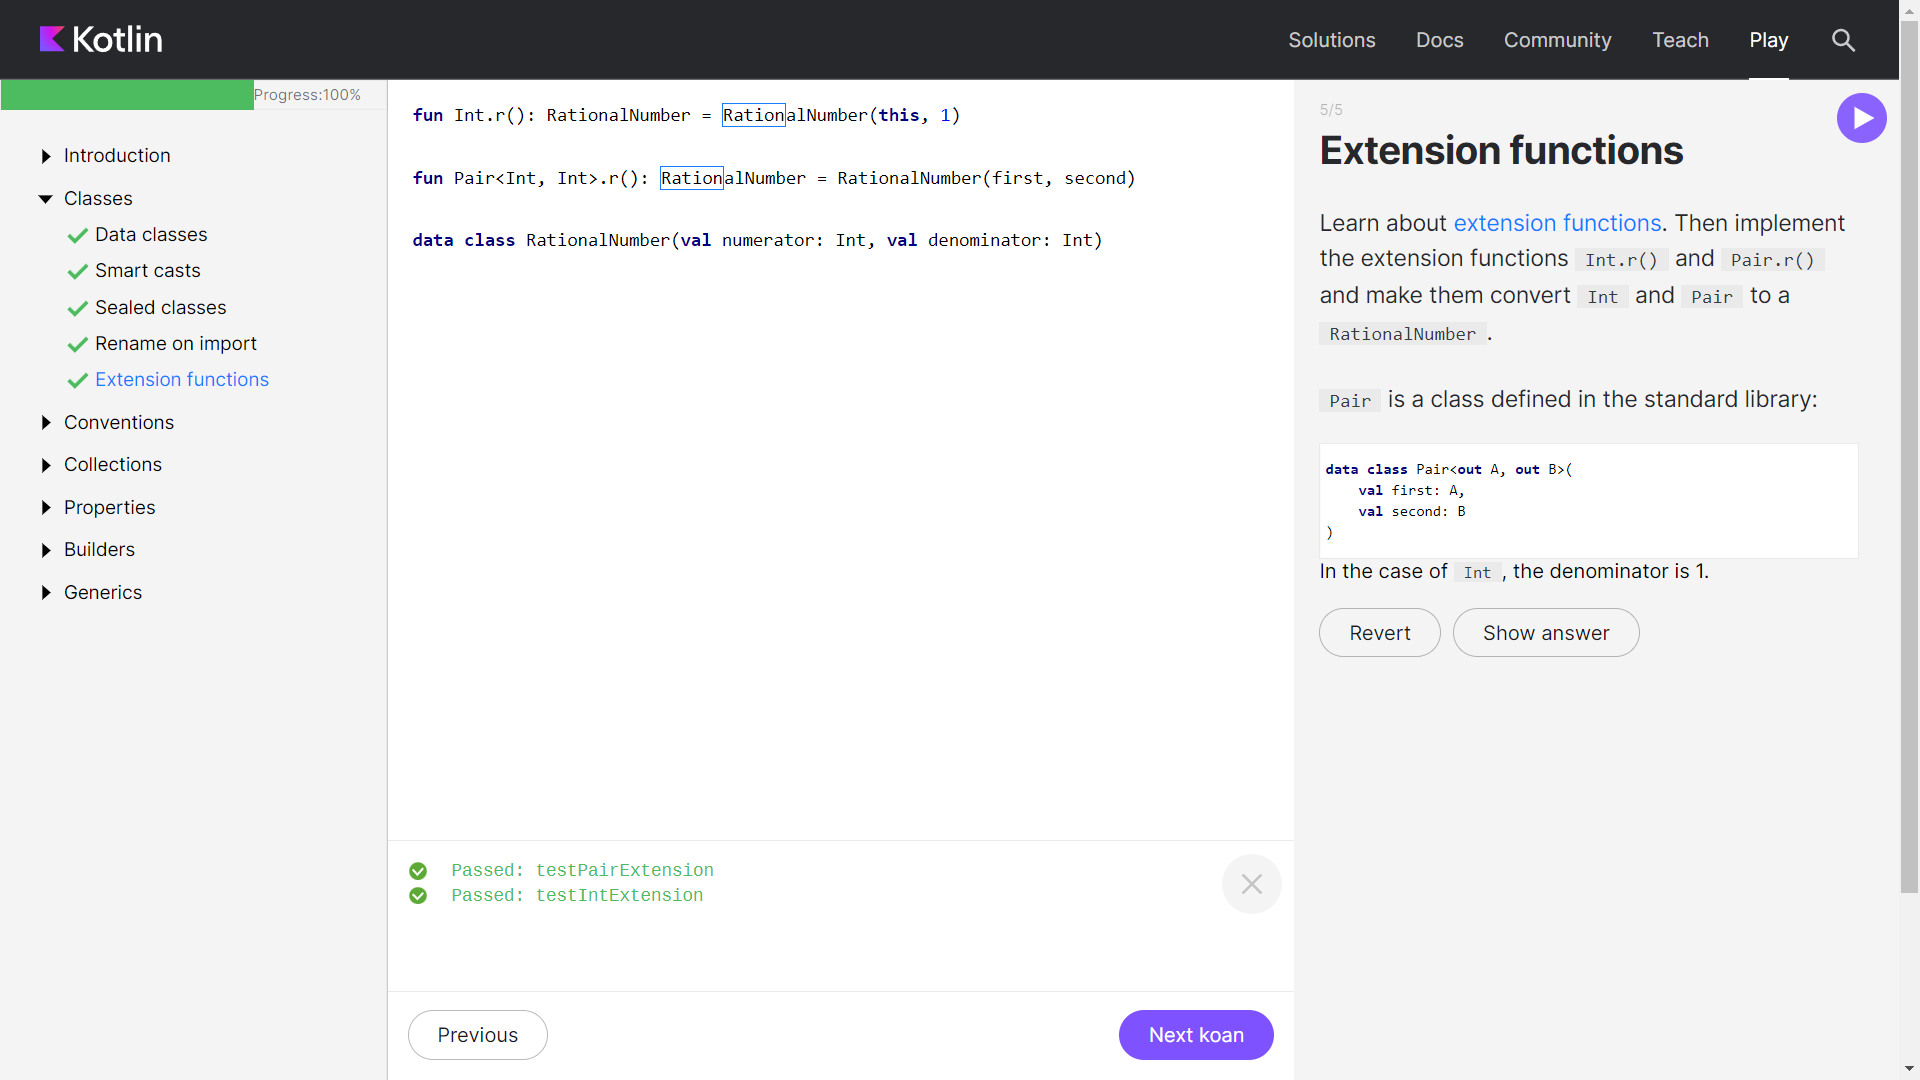 Kotlin
Solutions
Docs
Community
Teach
Play
Progress:100%
Introduction
Classes
Data classes
Smart casts
Sealed classes
Rename on import
Extension functions
Conventions
Collections
Properties
Builders
Generics
fun Int.r(): RationalNumber = RationalNumber(this, 1)
fun Pair<Int, Int>.r(): RationalNumber = RationalNumber(first, second)
data class RationalNumber(val numerator: Int, val denominator: Int)
Passed: testPairExtension
Passed: testIntExtension
Previous
Next koan
5/5
Extension functions
Learn about extension functions. Then implement
the extension functions Int.r() and Pair.r()
and make them convert Int and Pair to a
RationalNumber.
Pair is a class defined in the standard library:
data class Pair<out A, out B>(
val first: A,
val second: B
)
In the case of Int, the denominator is 1.
Revert
Show answer